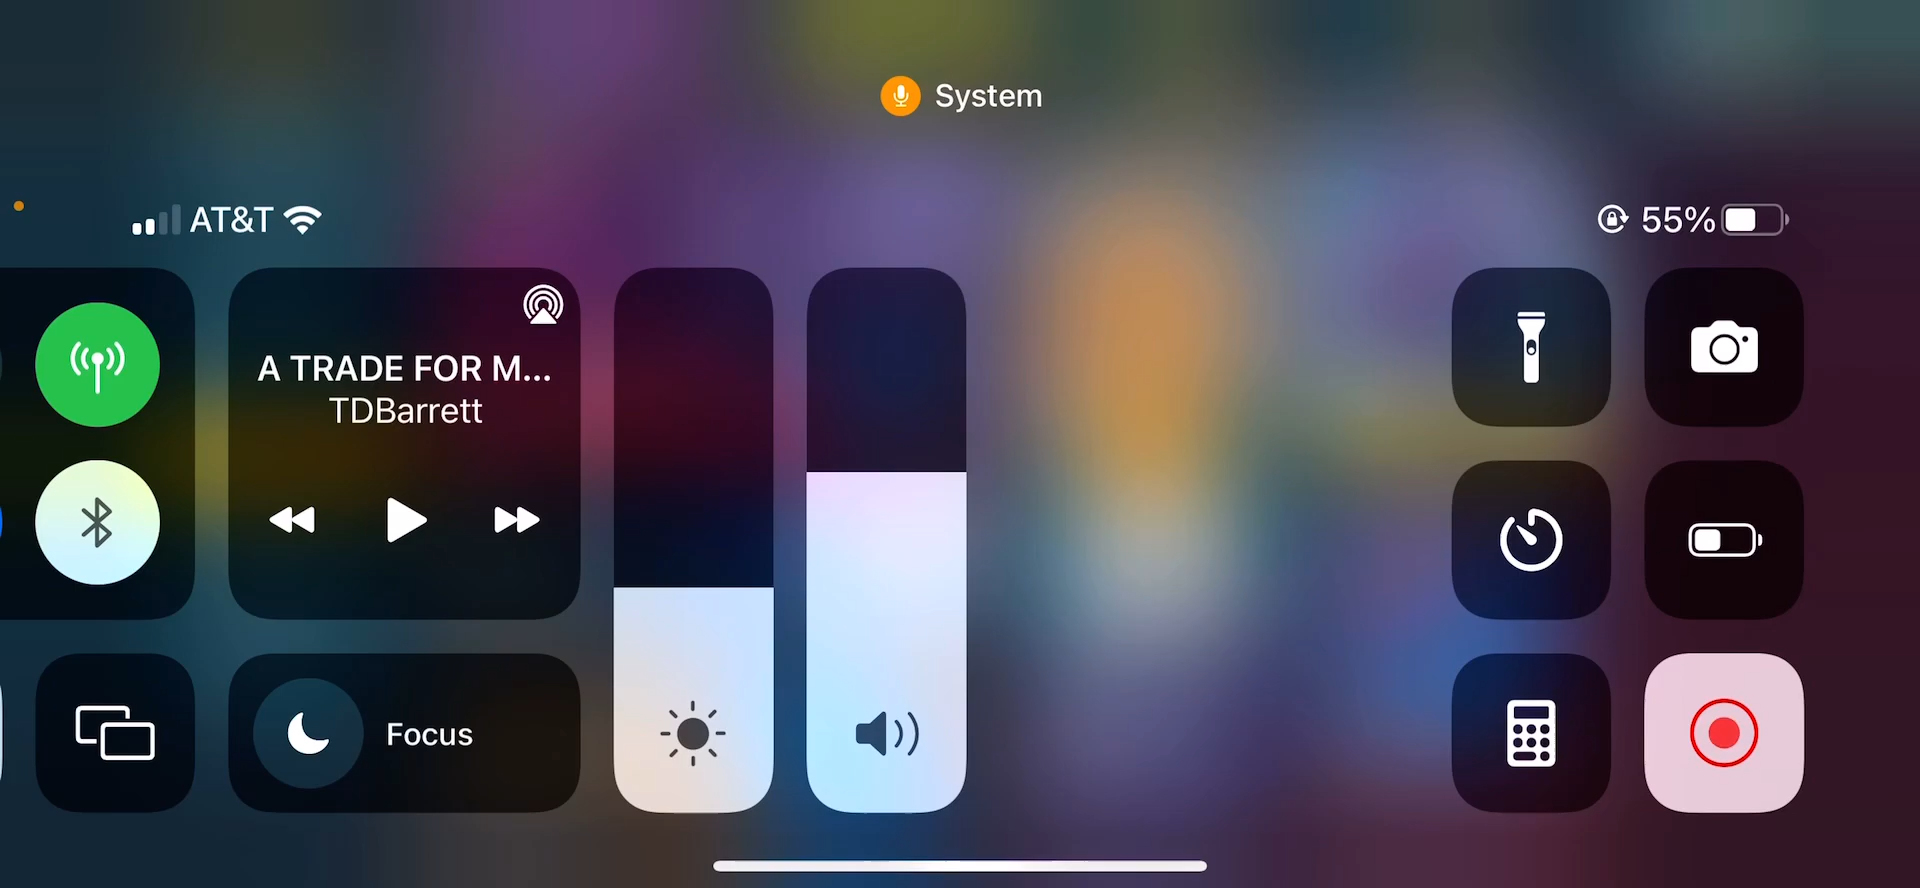 System
AT&T 55%
A TRADE FOR M...
TDBarrett
Focus